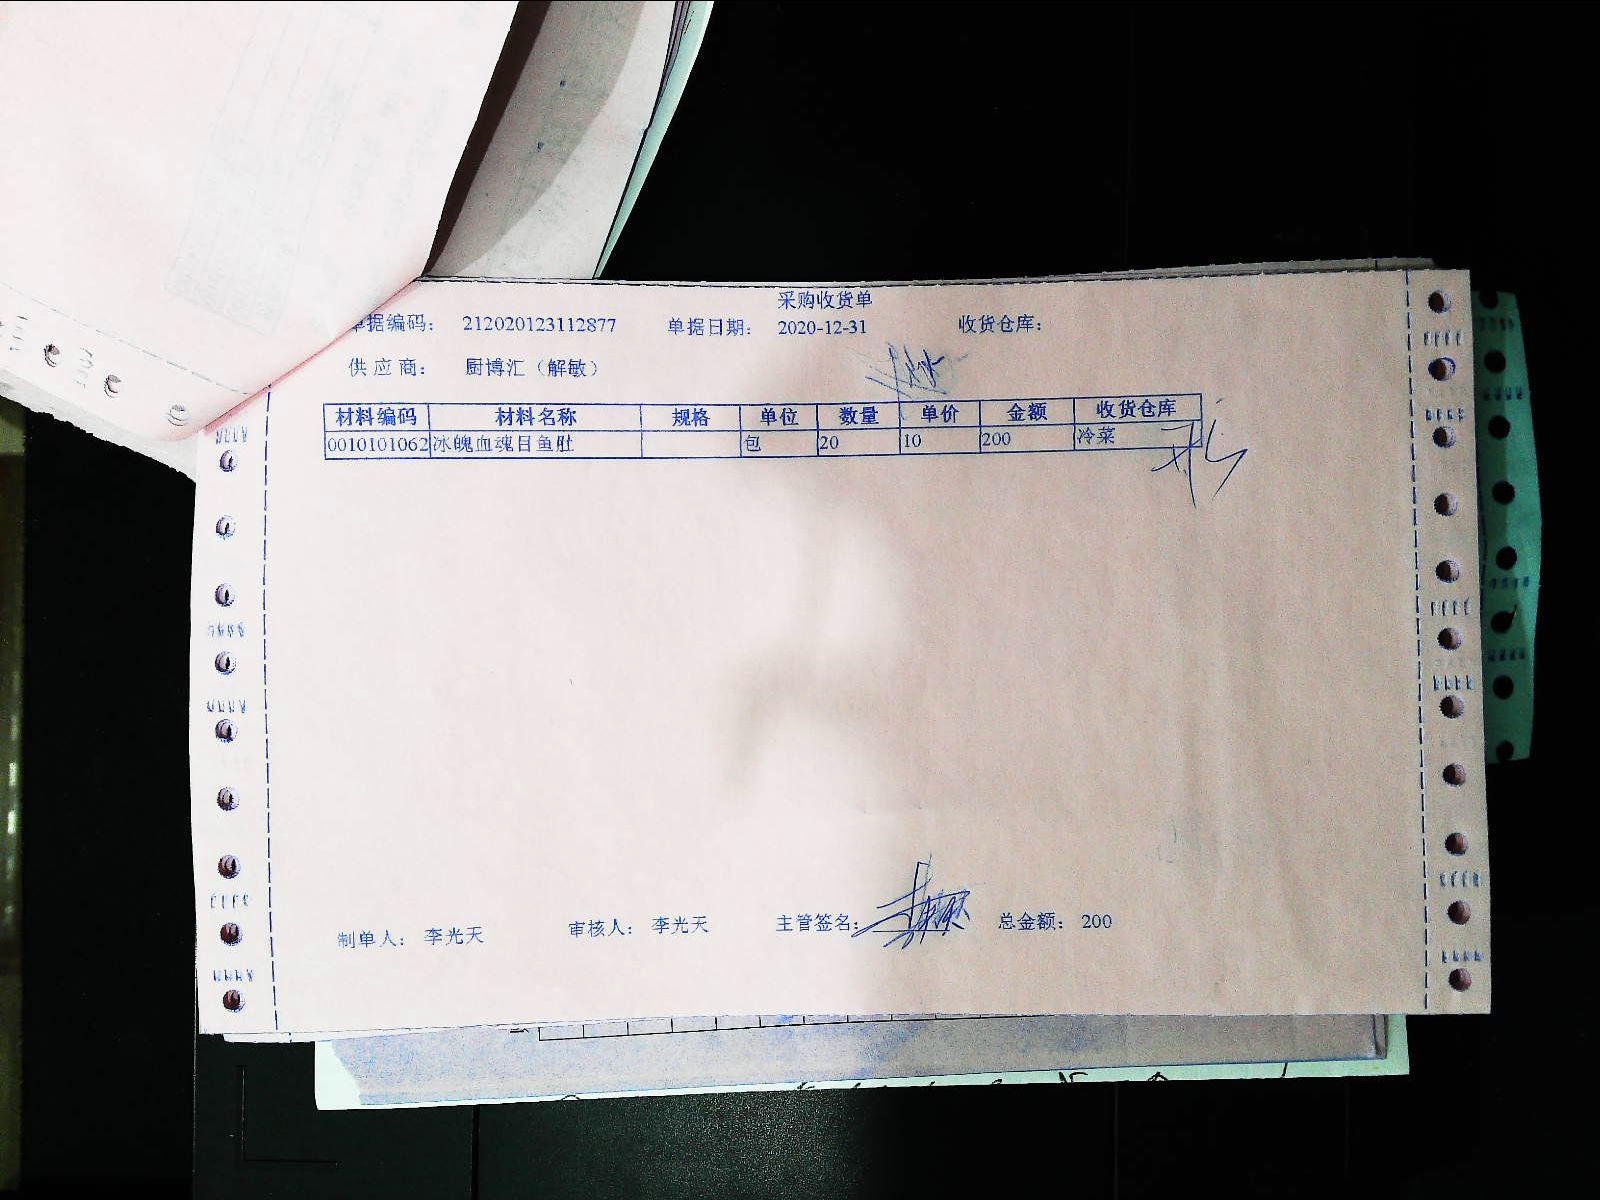 采购收货单
单据编码： 212020123112877 单据日期： 2020-12-31 收货仓库：
供应商： 厨博汇（解敏）
材料编码 材料名称 规格 单位 数量 单价 金额 收货仓库
0010101062 冰魄血魂目鱼肚 包 20 10 200 冷菜
制单人： 李光天 审核人： 李光天 主管签名： 总金额： 200